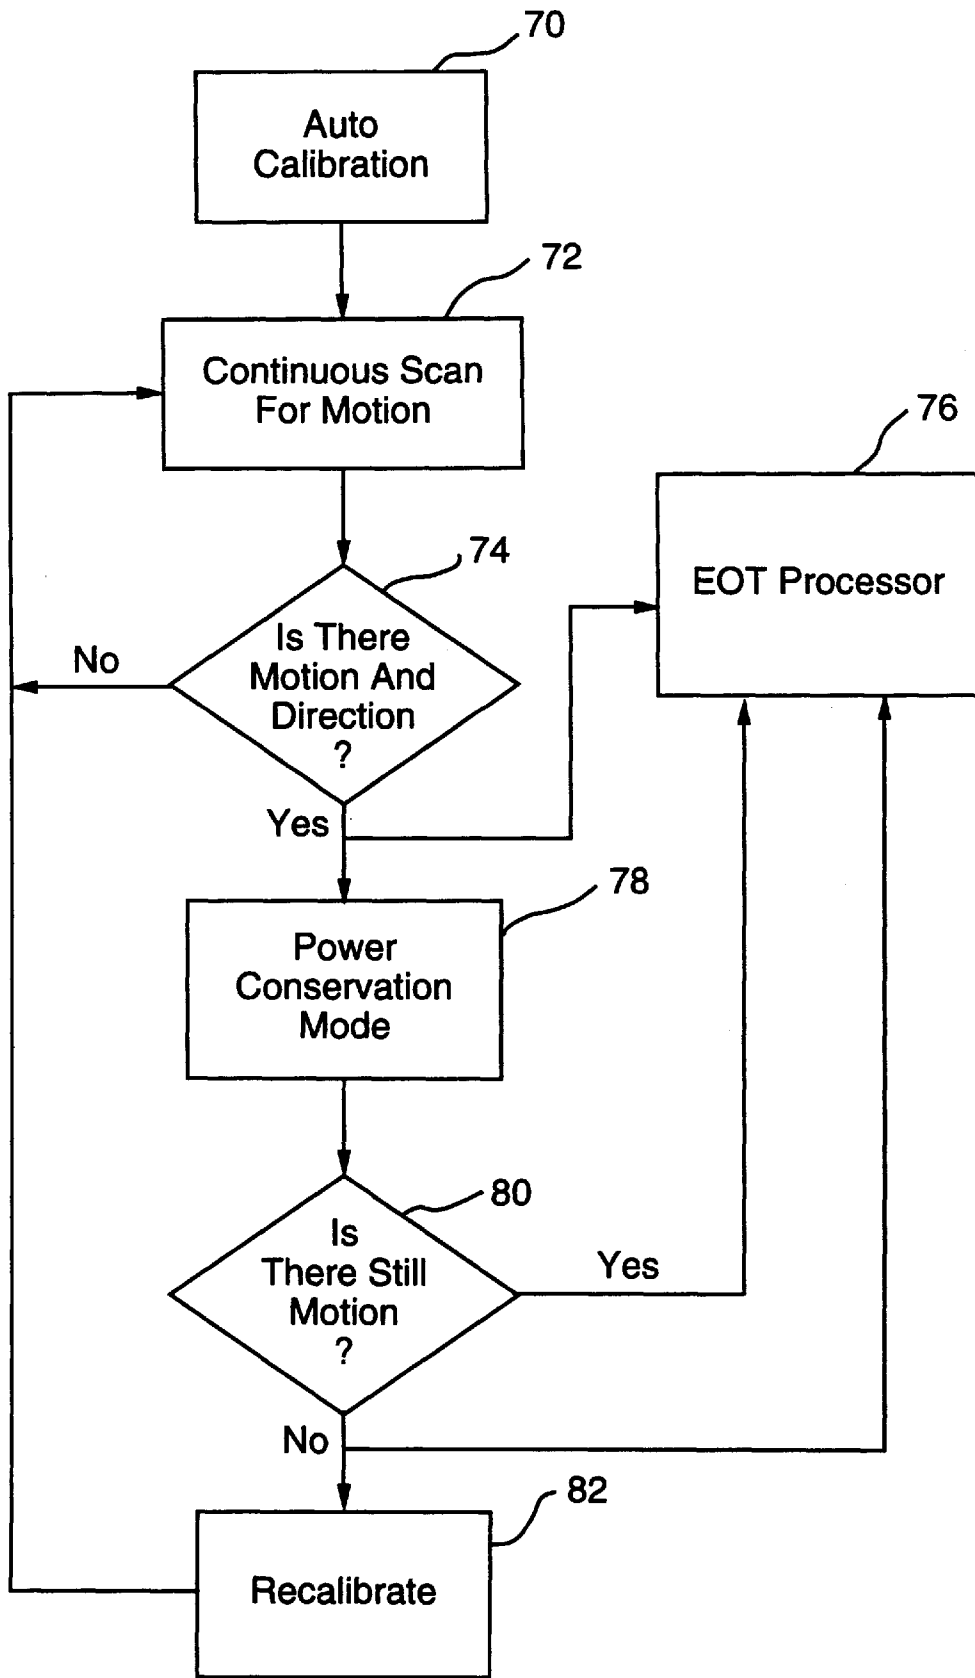 70
Auto
Calibration
72
Continuous Scan
For Motion
76
EOT Processor
74
Is There
Motion And
Direction
?
No
Yes
78
Power
Conservation
Mode
80
Is
There Still
Motion
?
Yes
No
82
Recalibrate